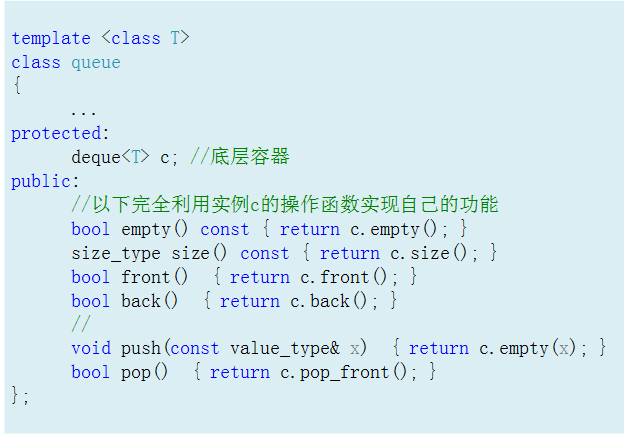 template <class T>
class queue
{
...
protected:
deque<T> c; //底层容器
public:
//以下完全利用实例c的操作函数实现自己的功能
bool empty() const { return c.empty(); }
size_type size() const { return c.size(); }
bool front()  { return c.front(); }
bool back()  { return c.back(); }
//
void push(const value_type& x)  { return c.empty(x); }
bool pop()  { return c.pop_front(); }
};